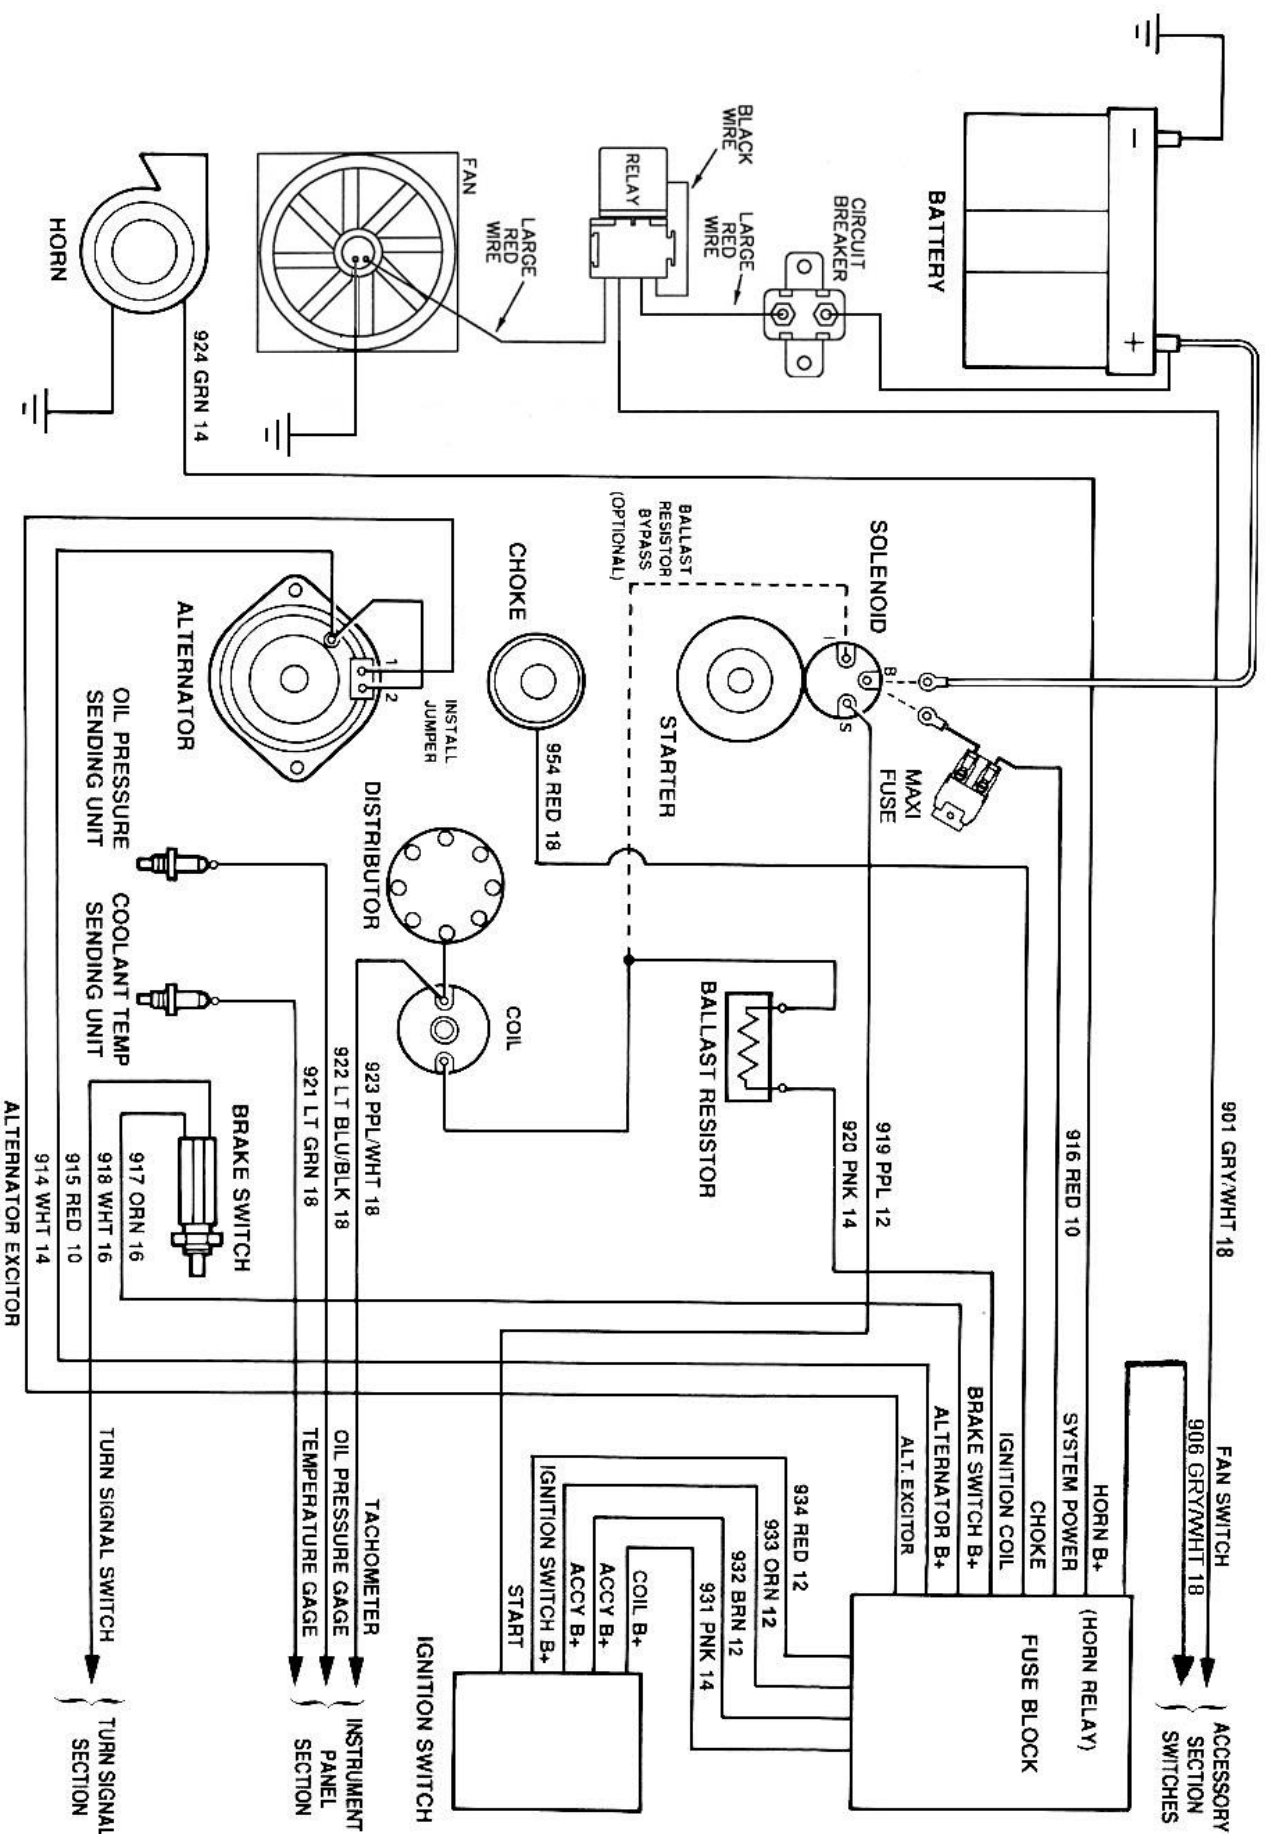 BATTERY
-
+
901 GRY/WHT 18
FAN SWITCH
906 GRY/WHT 18
ACCESSORY
SECTION
SWITCHES
CIRCUIT
BREAKER
BLACK
WIRE
LARGE
RED
WIRE
RELAY
LARGE
RED
WIRE
FAN
HORN
924 GRN 14
SOLENOID
I
B
S
MAXI
FUSE
STARTER
BALLAST
RESISTOR
BYPASS
(OPTIONAL)
916 RED 10
919 PPL 12
920 PNK 14
BALLAST RESISTOR
HORN B+
SYSTEM POWER
CHOKE
IGNITION COIL
BRAKE SWITCH B+
ALTERNATOR B+
ALT. EXCITOR
(HORN RELAY)
FUSE BLOCK
CHOKE
954 RED 18
COIL
DISTRIBUTOR
934 RED 12
933 ORN 12
932 BRN 12
931 PNK 14
COIL B+
ACCY B+
ACCY B+
IGNITION SWITCH B+
START
IGNITION SWITCH
INSTALL
JUMPER
1
2
ALTERNATOR
923 PPL/WHT 18
922 LT BLU/BLK 18
921 LT GRN 18
TACHOMETER
OIL PRESSURE GAGE
TEMPERATURE GAGE
INSTRUMENT
PANEL
SECTION
OIL PRESSURE
SENDING UNIT
COOLANT TEMP
SENDING UNIT
BRAKE SWITCH
917 ORN 16
918 WHT 16
915 RED 10
914 WHT 14
ALTERNATOR EXCITOR
TURN SIGNAL SWITCH
TURN SIGNAL
SECTION